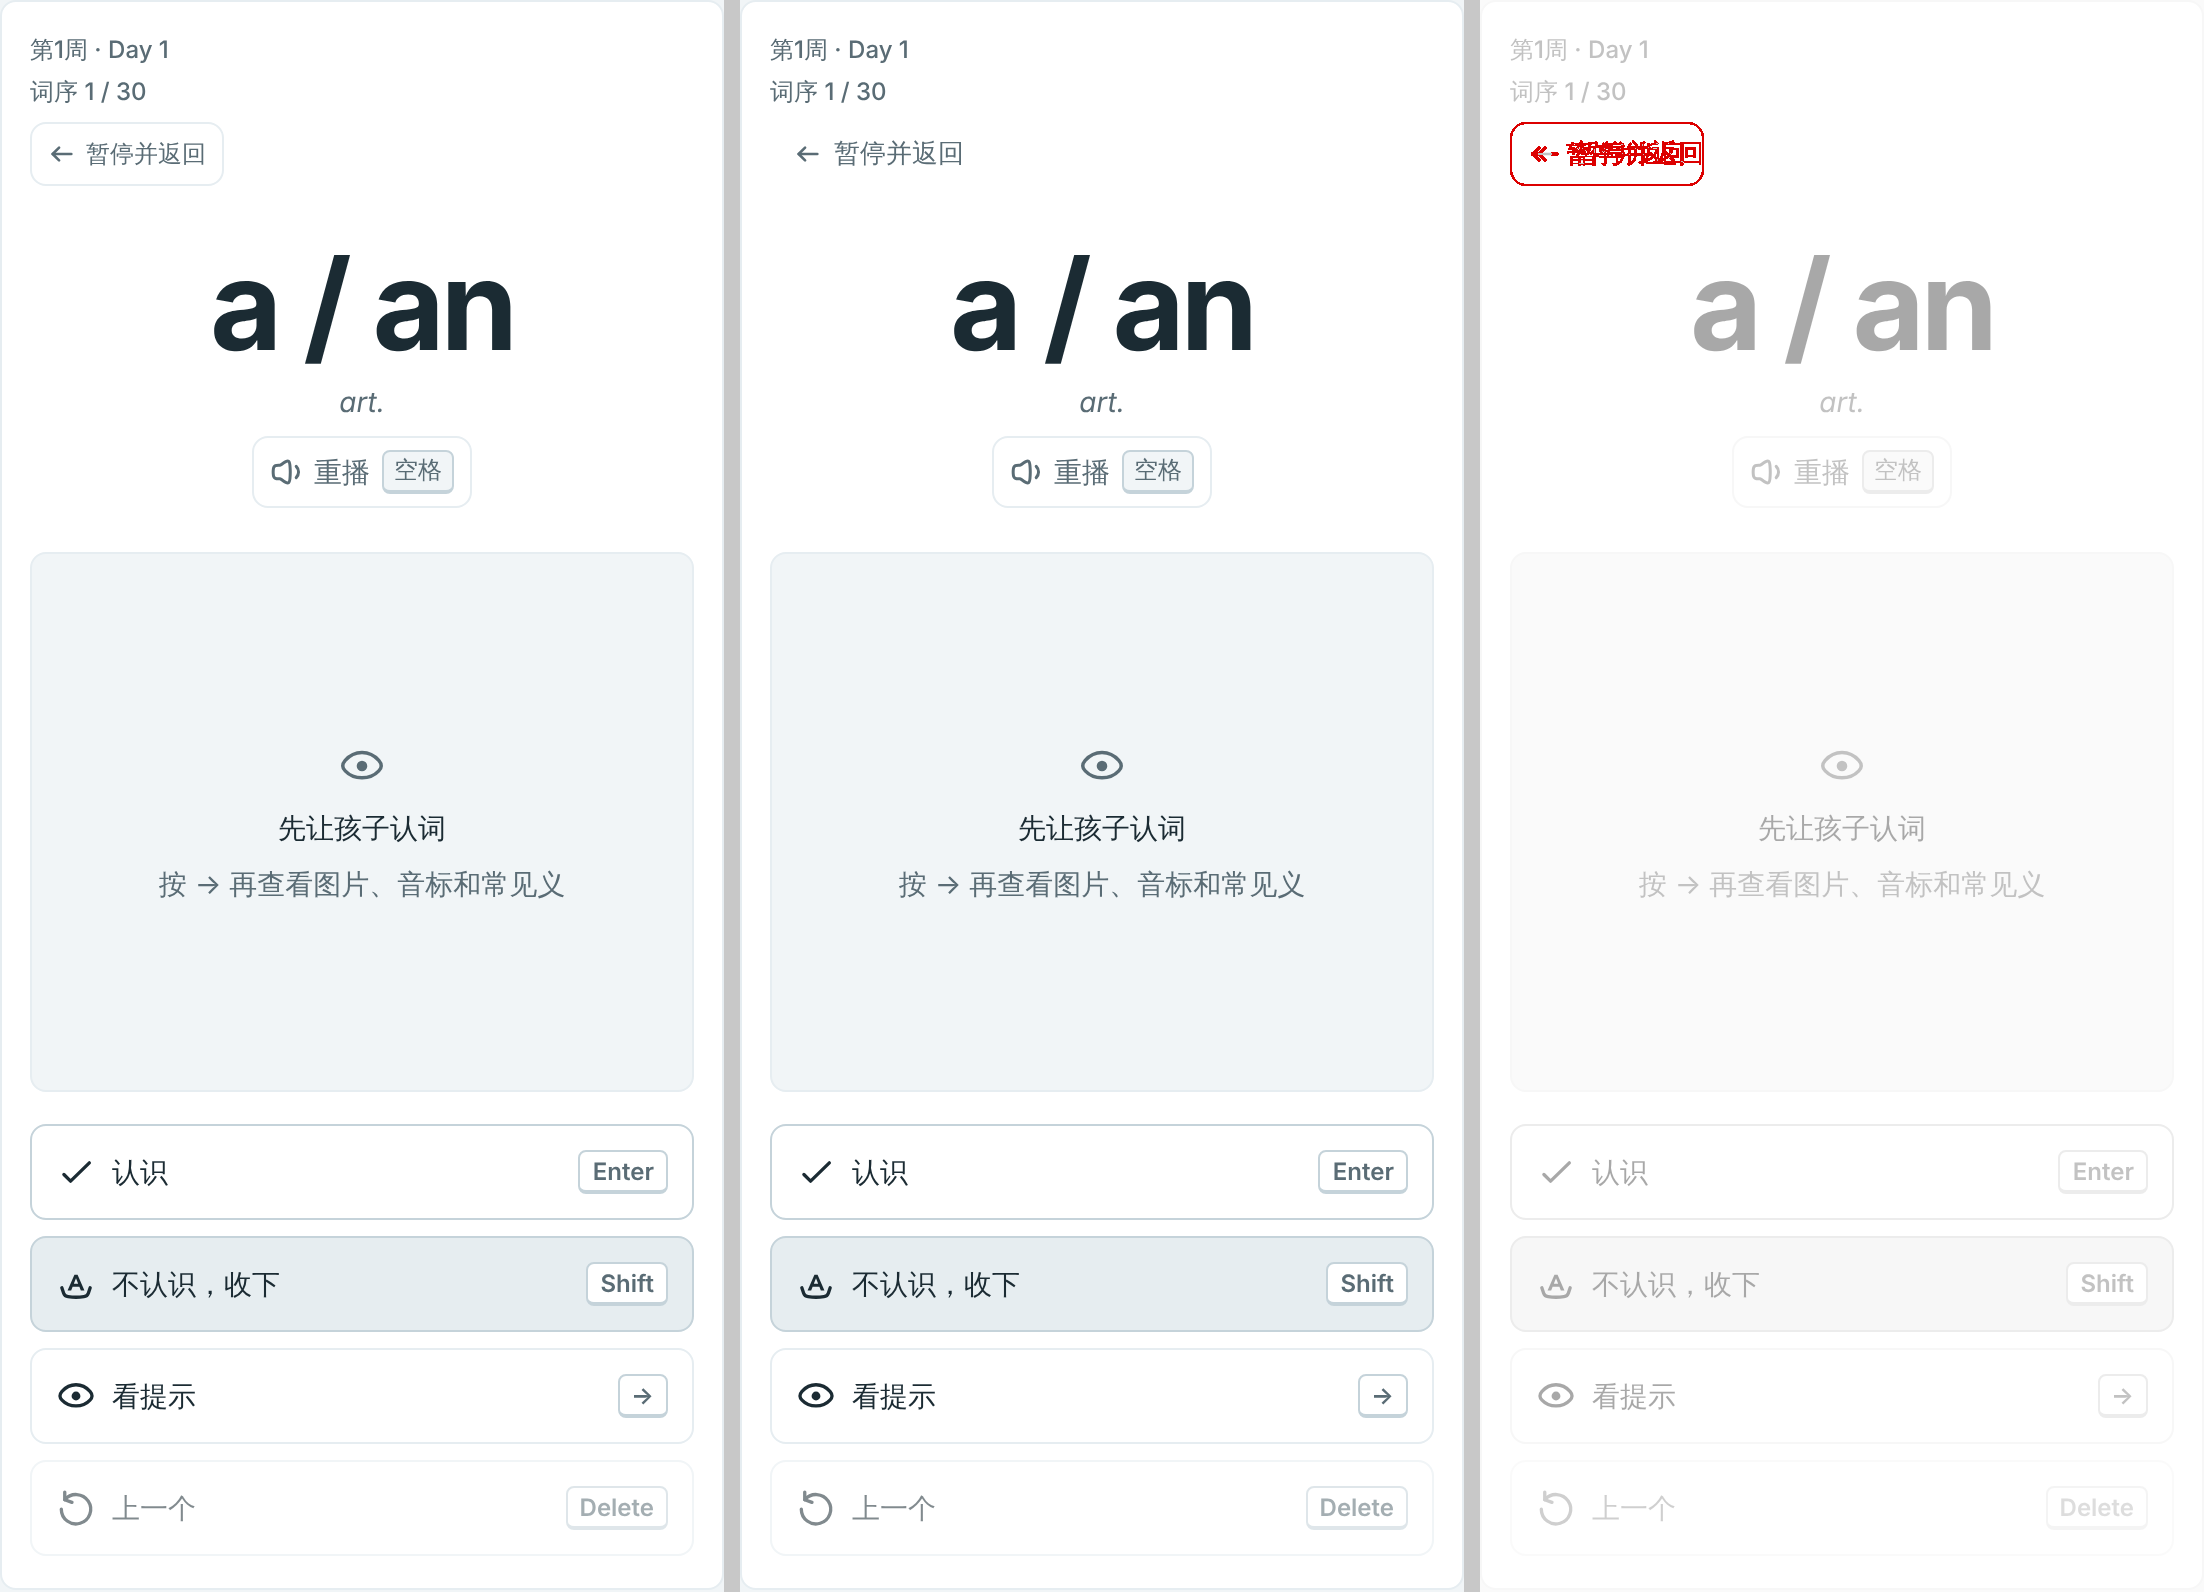 第1周 · Day 1
词序 1 / 30
← 暂停并返回
a / an
art.
重播 空格
先让孩子认词
按 → 再查看图片、音标和常见义
认识 Enter
不认识，收下 Shift
看提示 →
上一个 Delete
第1周 · Day 1
词序 1 / 30
← 暂停并返回
a / an
art.
重播 空格
先让孩子认词
按 → 再查看图片、音标和常见义
认识 Enter
不认识，收下 Shift
看提示 →
上一个 Delete
第1周 · Day 1
词序 1 / 30
a / an
art.
重播 空格
先让孩子认词
按 → 再查看图片、音标和常见义
认识 Enter
不认识，收下 Shift
看提示 →
上一个 Delete